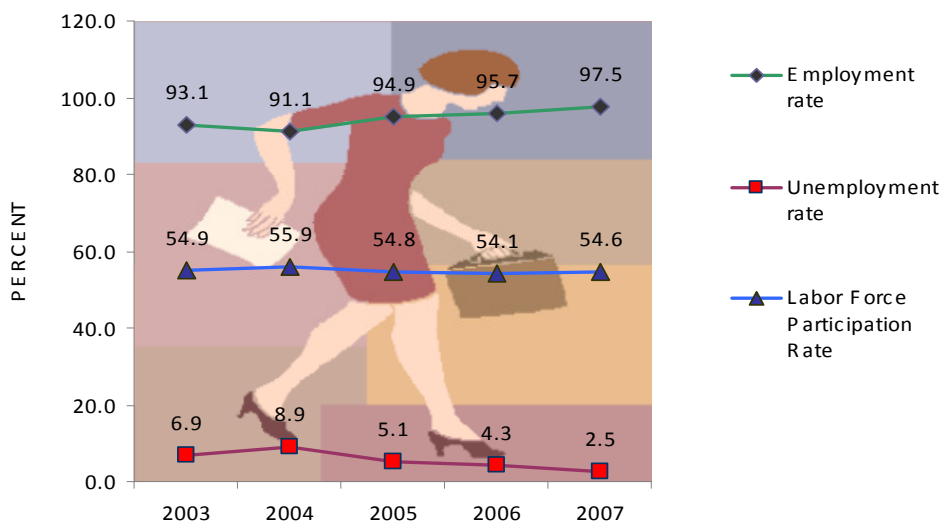 120.0
100.0
80.0
60.0
40.0
20.0
0.0
PERCENT
93.1 91.1 94.9 95.7 97.5
54.9 55.9 54.8 54.1 54.6
6.9 8.9 5.1 4.3 2.5
2003 2004 2005 2006 2007
Employment
rate
Unemployment
rate
Labor Force
Participation
Rate